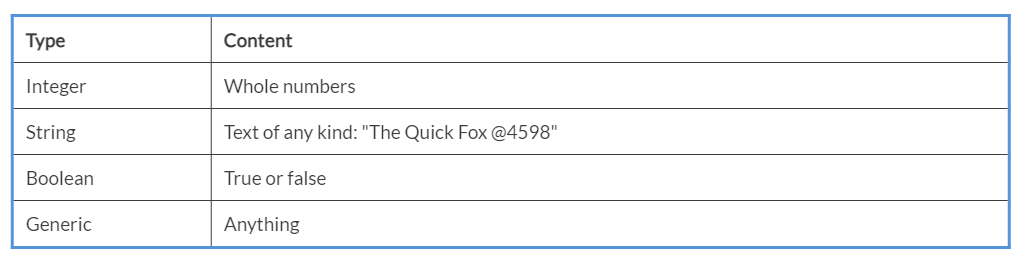 Type Content
Integer Whole numbers
String Text of any kind: "The Quick Fox @4598"
Boolean True or false
Generic Anything